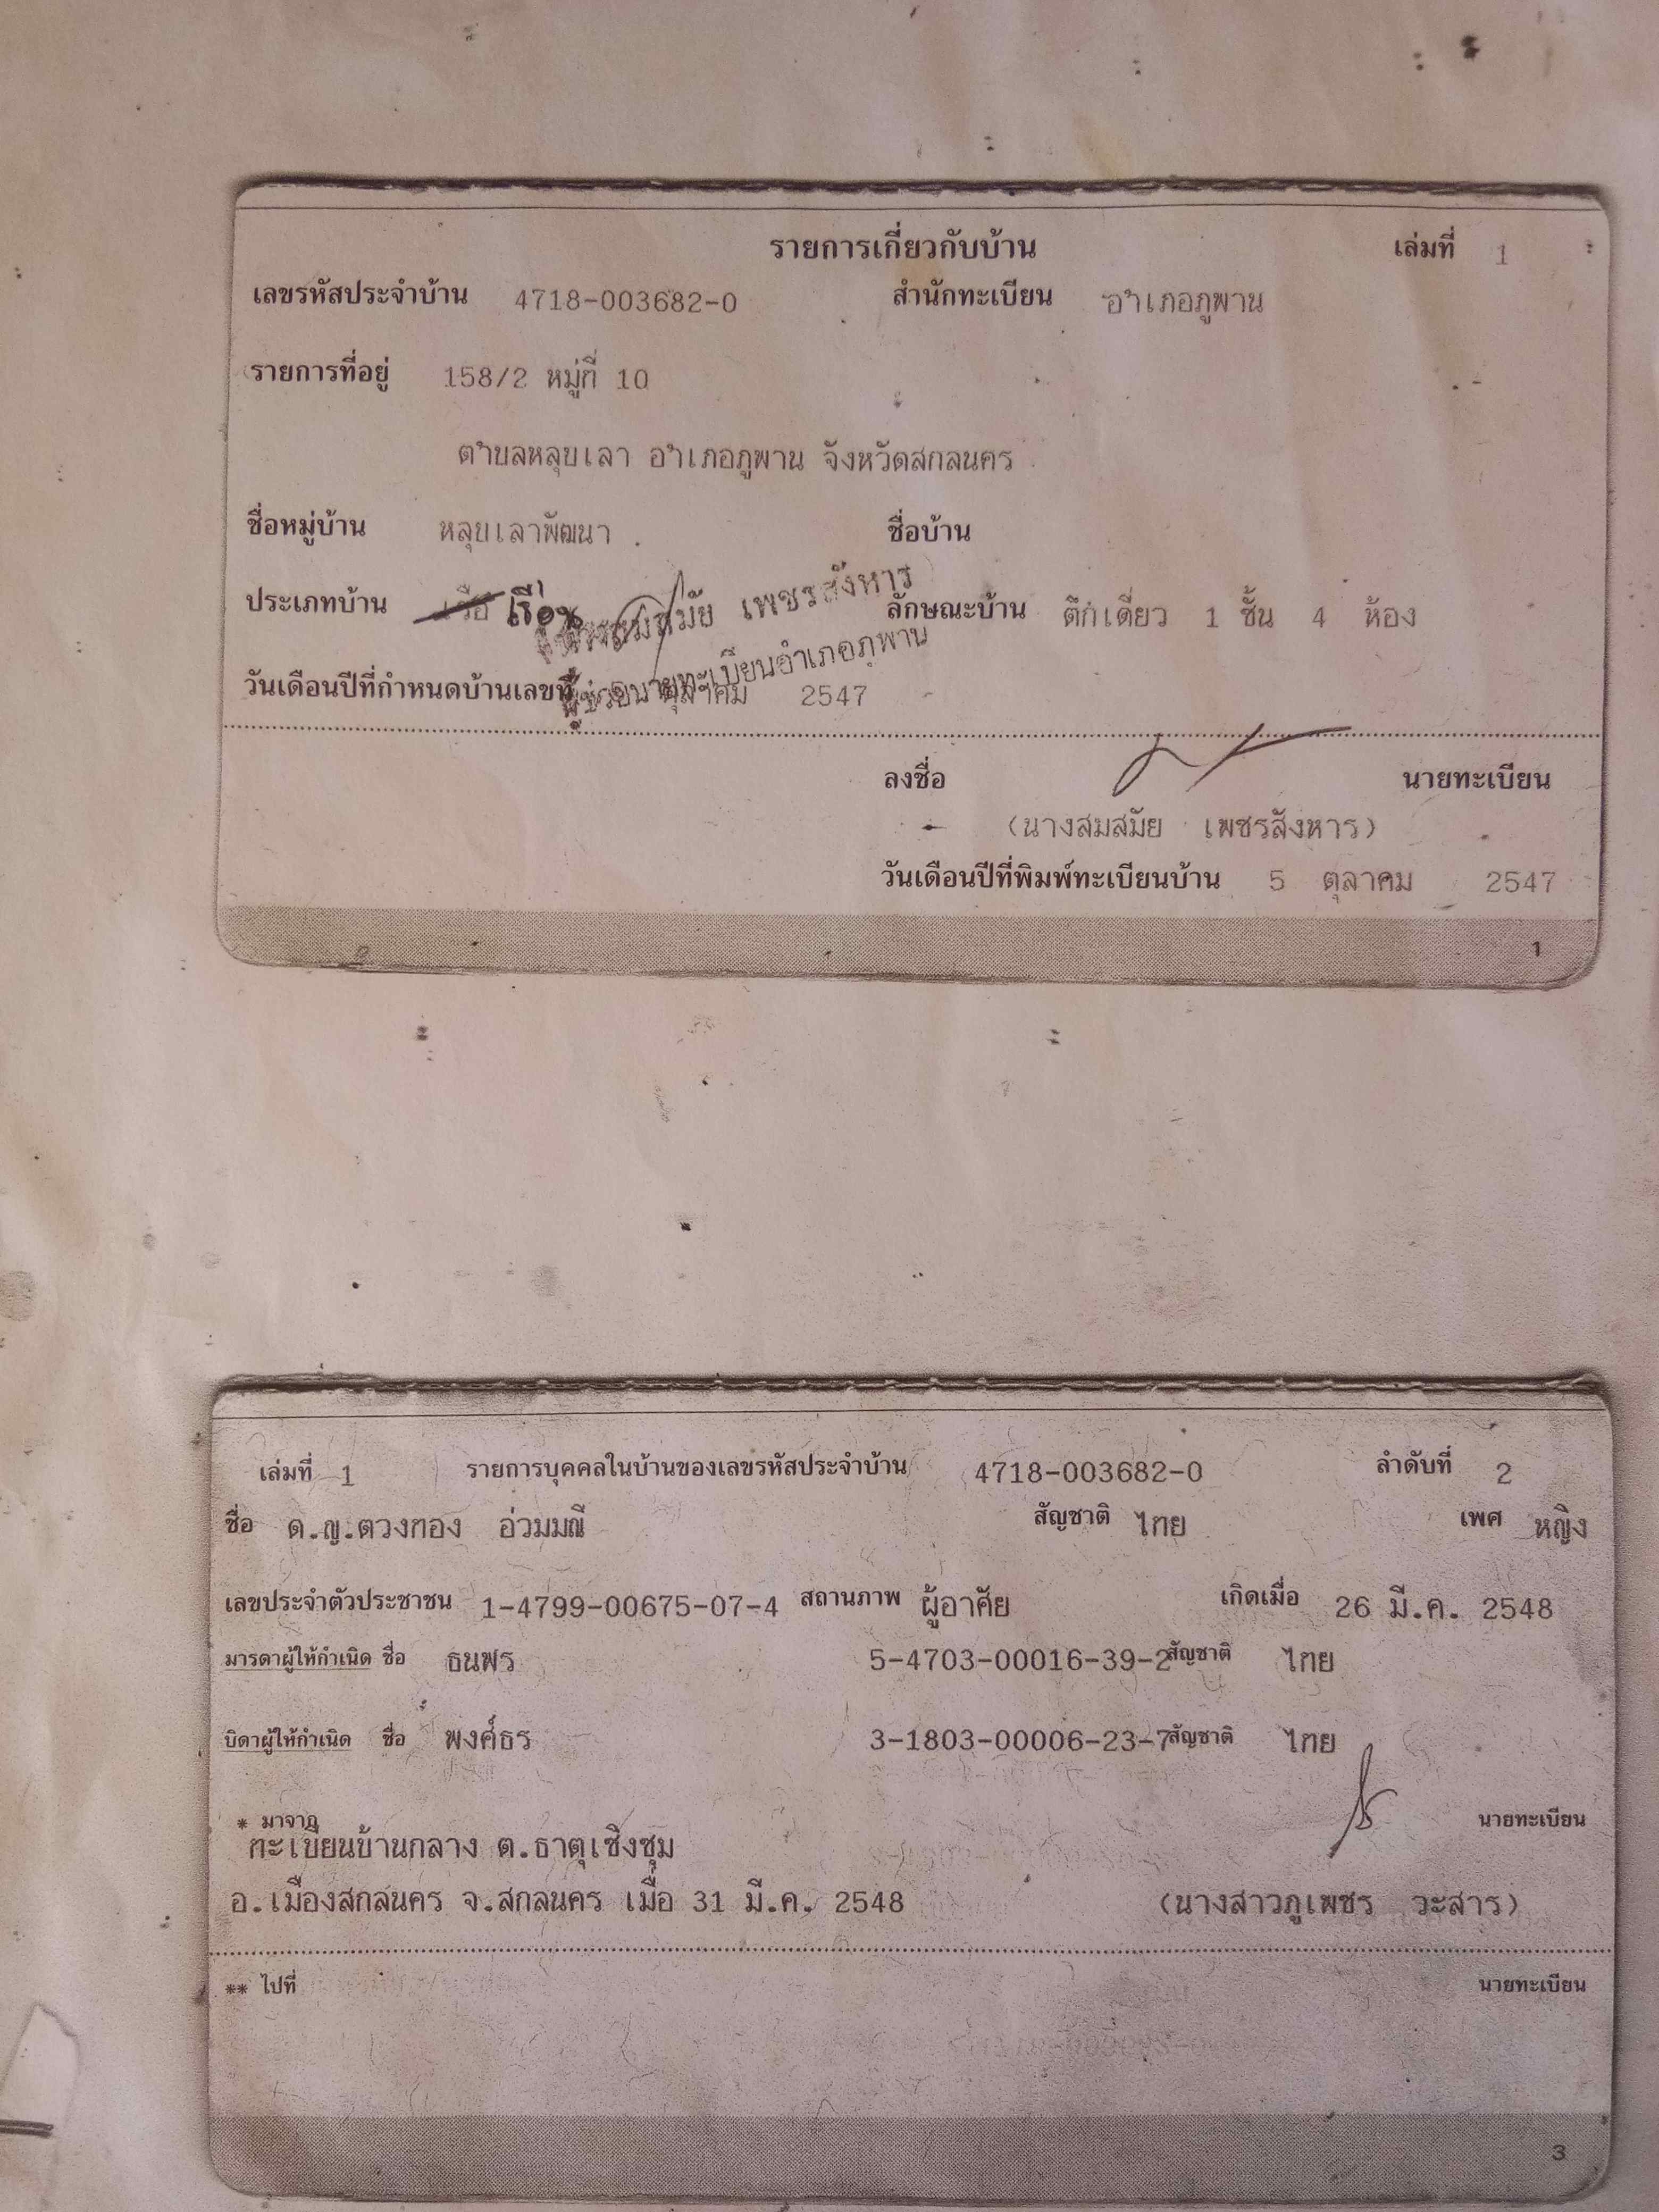 รายการเกี่ยวกับบ้าน เล่มที่ 1
เลขรหัสประจำบ้าน 4718-003682-0 สำนักทะเบียน อำเภอภูพาน
รายการที่อยู่ 158/2 หมู่ที่ 10
ตำบลหลุบเลา อำเภอภูพาน จังหวัดสกลนคร
ชื่อหมู่บ้าน หลุบเลาพัฒนา ชื่อบ้าน
ประเภทบ้าน เรือน สมสมัย เพชรสังหาร ลักษณะบ้าน ตึกเดี่ยว 1 ชั้น 4 ห้อง
ผู้ช่วยนายทะเบียนอำเภอภูพาน
วันเดือนปีที่กำหนดบ้านเลขที่ ตุลาคม 2547
ลงชื่อ นายทะเบียน
(นางสมสมัย เพชรสังหาร)
วันเดือนปีที่พิมพ์ทะเบียนบ้าน 5 ตุลาคม 2547
1
เล่มที่ 1 รายการบุคคลในบ้านของเลขรหัสประจำบ้าน 4718-003682-0 ลำดับที่ 2
ชื่อ ด.ญ.ตวงทอง อ่วมมณี สัญชาติ ไทย เพศ หญิง
เลขประจำตัวประชาชน 1-4799-00675-07-4 สถานภาพ ผู้อาศัย เกิดเมื่อ 26 มี.ค. 2548
มารดาผู้ให้กำเนิด ชื่อ ธนพร 5-4703-00016-39-2 สัญชาติ ไทย
บิดาผู้ให้กำเนิด ชื่อ พงศ์ธร 3-1803-00006-23-7 สัญชาติ ไทย
* มาจาก นายทะเบียน
ทะเบียนบ้านกลาง ต.ธาตุเชิงชุม
อ.เมืองสกลนคร จ.สกลนคร เมื่อ 31 มี.ค. 2548 (นางสาวภูเพชร วะสาร)
** ไปที่ นายทะเบียน
3